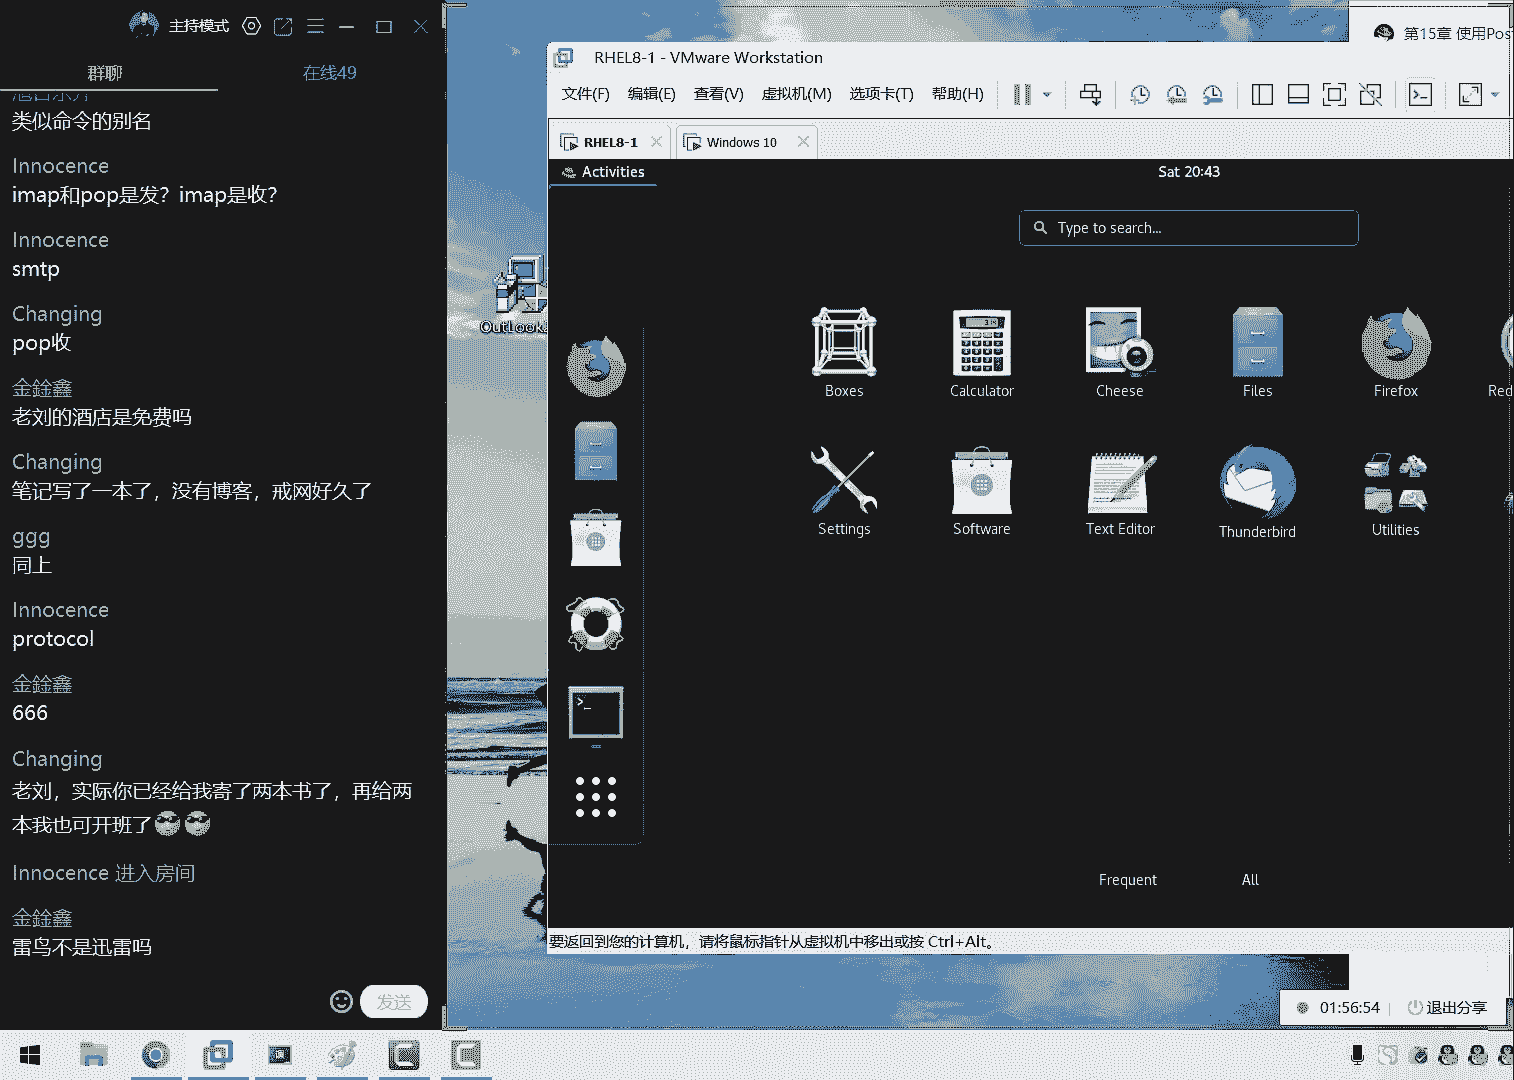 主持模式
群聊
在线49
类似命令的别名
Innocence
imap和pop是发？imap是收？
Innocence
smtp
Changing
pop收
金鍂鑫
老刘的酒店是免费吗
Changing
笔记写了一本了，没有博客，戒网好久了
ggg
同上
Innocence
protocol
金鍂鑫
666
Changing
老刘，实际你已经给我寄了两本书了，再给两
本我也可开班了
Innocence 进入房间
金鍂鑫
雷鸟不是迅雷吗
发送
OutLook.
第15章 使用Pos
RHEL8-1 - VMware Workstation
文件(F) 编辑(E) 查看(V) 虚拟机(M) 选项卡(T) 帮助(H)
RHEL8-1
Windows 10
Activities
Sat 20:43
Type to search...
Boxes
Calculator
Cheese
Files
Firefox
Red
Settings
Software
Text Editor
Thunderbird
Utilities
Frequent
All
要返回到您的计算机，请将鼠标指针从虚拟机中移出或按 Ctrl+Alt。
01:56:54
退出分享